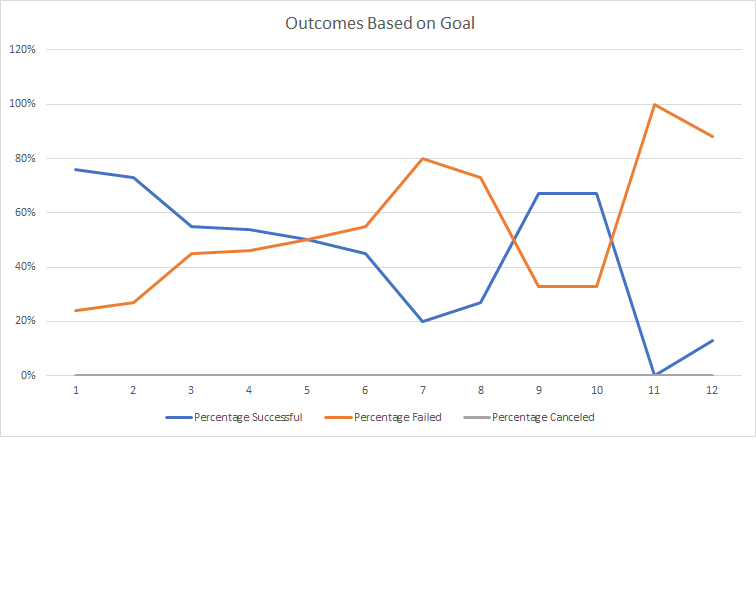 Outcomes Based on Goal
120%
100%
80%
60%
40%
20%
0%
1 2 3 4 5 6 7 8 9 10 11 12
Percentage Successful Percentage Failed Percentage Canceled